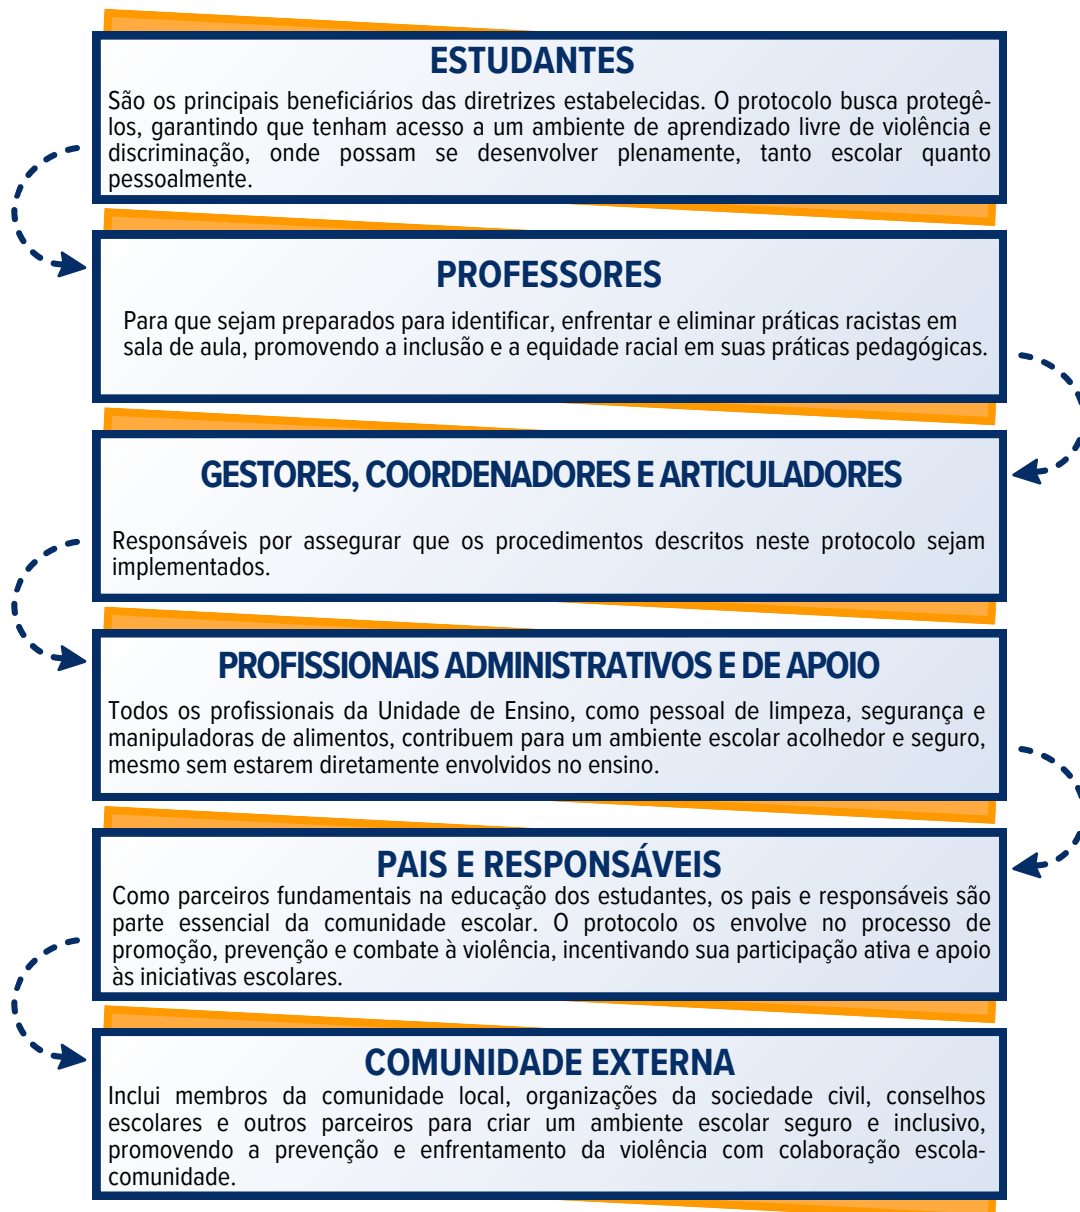 ESTUDANTES
São os principais beneficiários das diretrizes estabelecidas. O protocolo busca protegê-
los, garantindo que tenham acesso a um ambiente de aprendizado livre de violência e
discriminação, onde possam se desenvolver plenamente, tanto escolar quanto
pessoalmente.
PROFESSORES
Para que sejam preparados para identificar, enfrentar e eliminar práticas racistas em
sala de aula, promovendo a inclusão e a equidade racial em suas práticas pedagógicas.
GESTORES, COORDENADORES E ARTICULADORES
Responsáveis por assegurar que os procedimentos descritos neste protocolo sejam
implementados.
PROFISSIONAIS ADMINISTRATIVOS E DE APOIO
Todos os profissionais da Unidade de Ensino, como pessoal de limpeza, segurança e
manipuladoras de alimentos, contribuem para um ambiente escolar acolhedor e seguro,
mesmo sem estarem diretamente envolvidos no ensino.
PAIS E RESPONSÁVEIS
Como parceiros fundamentais na educação dos estudantes, os pais e responsáveis são
parte essencial da comunidade escolar. O protocolo os envolve no processo de
promoção, prevenção e combate à violência, incentivando sua participação ativa e apoio
às iniciativas escolares.
COMUNIDADE EXTERNA
Inclui membros da comunidade local, organizações da sociedade civil, conselhos
escolares e outros parceiros para criar um ambiente escolar seguro e inclusivo,
promovendo a prevenção e enfrentamento da violência com colaboração escola-
comunidade.